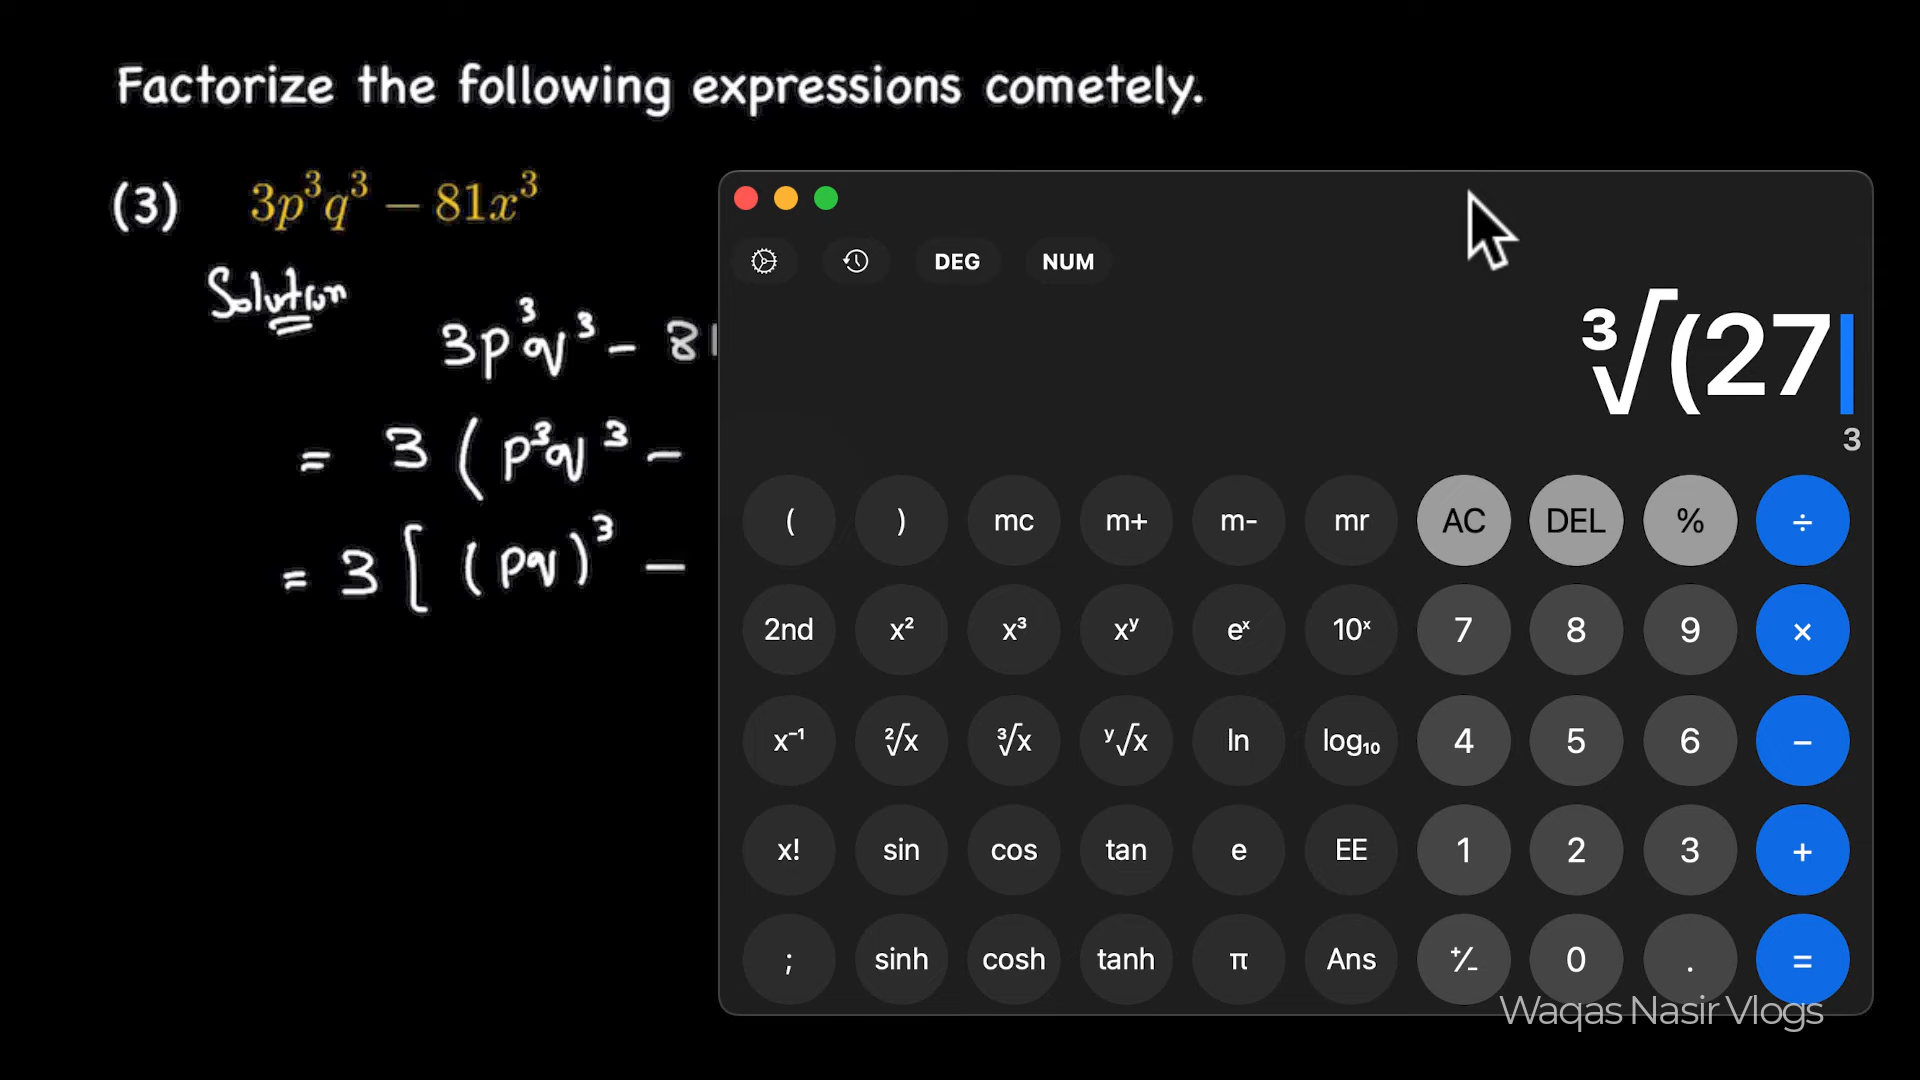 Factorize the following expressions cometely.
(3) 3p³q³ − 81x³
Solution
3p³q³ − 81
= 3 ( p³q³ −
= 3 [ (pq)³ −
DEG NUM
³√(27
3
( ) mc m+ m- mr AC DEL % ÷
2nd x² x³ xʸ eˣ 10ˣ 7 8 9 ×
x⁻¹ ²√x ³√x ʸ√x ln log₁₀ 4 5 6 −
x! sin cos tan e EE 1 2 3 +
; sinh cosh tanh π Ans ⁺∕₋ 0 . =
Waqas Nasir Vlogs